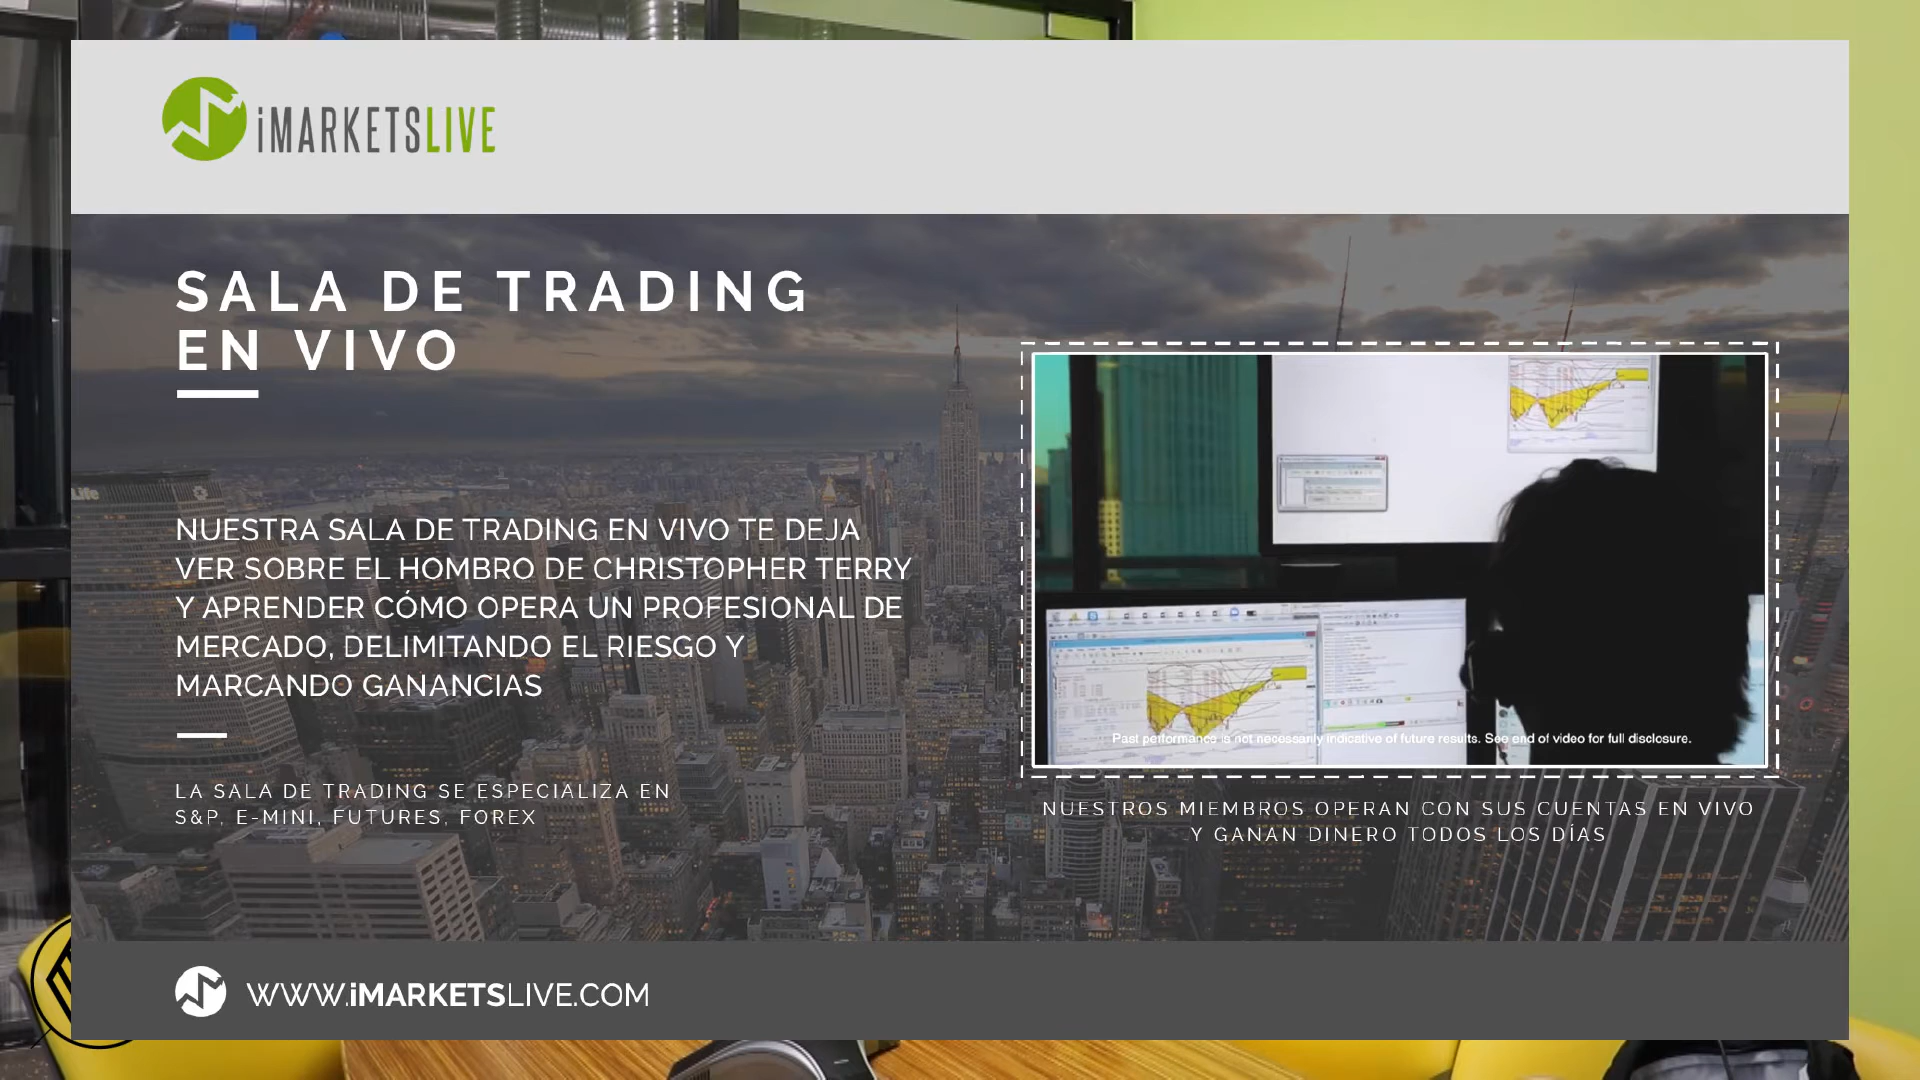 iMARKETSLIVE
SALA DE TRADING
EN VIVO
NUESTRA SALA DE TRADING EN VIVO TE DEJA
VER SOBRE EL HOMBRO DE CHRISTOPHER TERRY
Y APRENDER CÓMO OPERA UN PROFESIONAL DE
MERCADO, DELIMITANDO EL RIESGO Y
MARCANDO GANANCIAS
LA SALA DE TRADING SE ESPECIALIZA EN
S&P, E-MINI, FUTURES, FOREX
Life
Past performance is not necessarily indicative of future results. See end of video for full disclosure.
NUESTROS MIEMBROS OPERAN CON SUS CUENTAS EN VIVO
Y GANAN DINERO TODOS LOS DÍAS
WWW.iMARKETSLIVE.COM